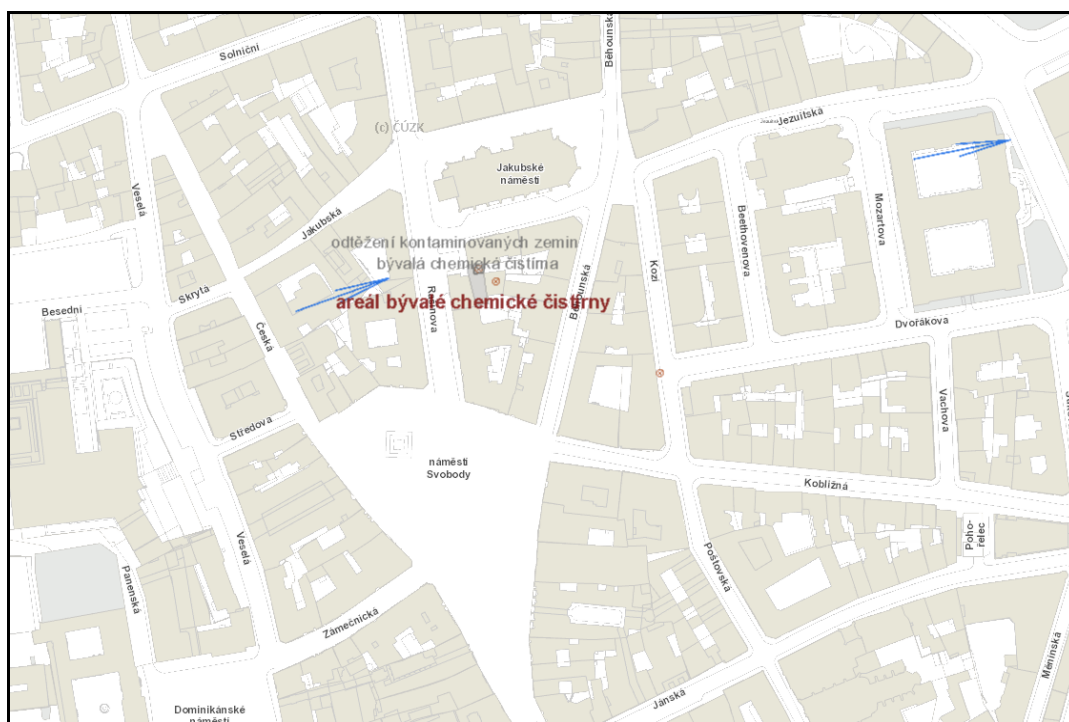 Běhounská
Solniční
Jezuitská
(c) ČÚZK
Jakubské
náměstí
Veselá
Mozartova
Beethovenova
Jakubská
odtěžení kontaminovaných zemin
bývalá chemická čistírna
Kozí
Skrytá
areál bývalé chemické čistírny
Běhounská
Besední
Dvořákova
Česká
Vachova
Středova
náměstí
Svobody
Kobližná
Poho-
řelec
Veselá
Poštovská
Panenská
Zámečnická
Měnínská
Jánská
Dominikánské
náměstí